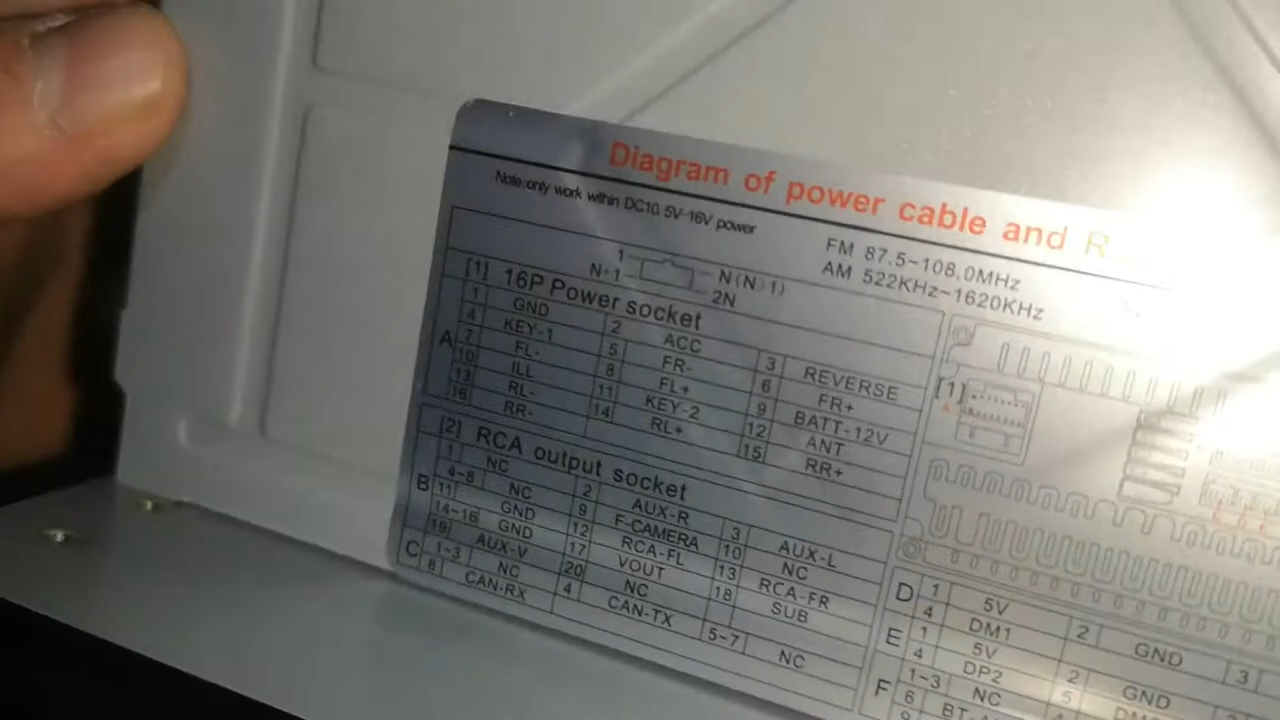 Diagram of power cable and R
Note:only work within DC10.5V-16V power
FM 87.5~108.0MHz
AM 522KHz~1620KHz
1 N(N>1)
N+1 2N
[1] 16P Power socket
A
1 GND 2 ACC 3 REVERSE
4 KEY-1 5 FR- 6 FR+
7 FL- 8 FL+ 9 BATT-12V
10 ILL 11 KEY-2 12 ANT
13 RL- 14 RL+ 15 RR+
16 RR-
[1]
[2] RCA output socket
B
1 NC 2 AUX-R 3 AUX-L
4~8 NC 9 F-CAMERA 10 NC
11 GND 12 RCA-FL 13 RCA-FR
14~16 GND 17 VOUT 18 SUB
19 AUX-V 20 NC
C 1~3 NC 4 CAN-TX 5~7 NC
8 CAN-RX
D 1 5V 2 GND 3
4 DM1
E 1 5V 2 GND
4 DP2 5
F 1~3 NC
6